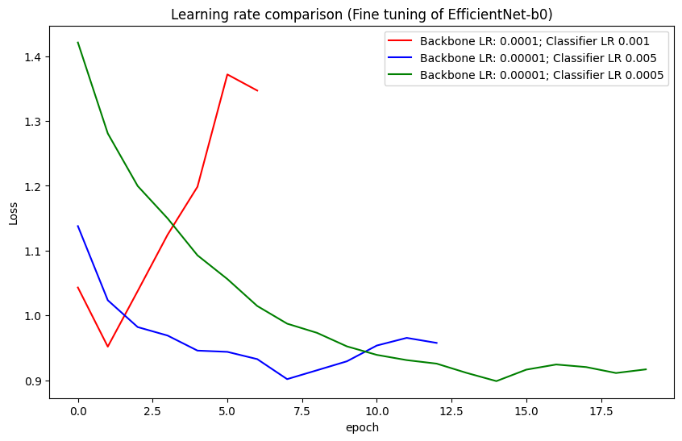 Learning rate comparison (Fine tuning of EfficientNet-b0)
Backbone LR: 0.0001; Classifier LR 0.001
Backbone LR: 0.00001; Classifier LR 0.005
Backbone LR: 0.00001; Classifier LR 0.0005
Loss
1.4
1.3
1.2
1.1
1.0
0.9
0.0 2.5 5.0 7.5 10.0 12.5 15.0 17.5
epoch